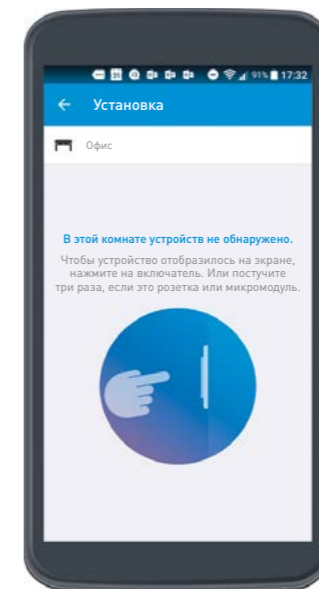 91% 17:32
Установка
Офис
В этой комнате устройств не обнаружено.
Чтобы устройство отобразилось на экране,
нажмите на включатель. Или постучите
три раза, если это розетка или микромодуль.